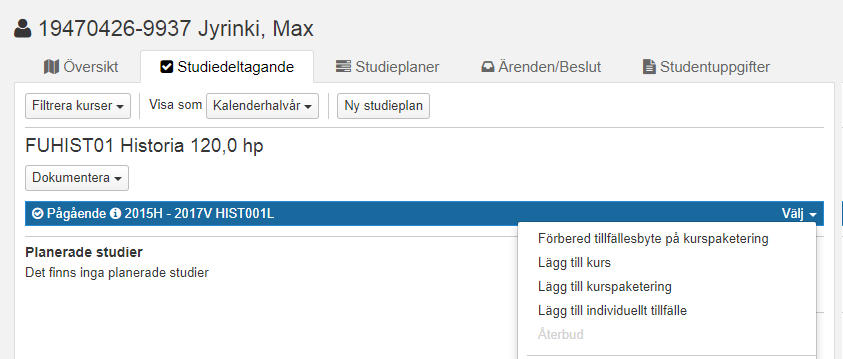 19470426-9937 Jyrinki, Max
Översikt Studiedeltagande Studieplaner Ärenden/Beslut Studentuppgifter
Filtrera kurser Visa som Kalenderhalvår Ny studieplan
FUHIST01 Historia 120,0 hp
Dokumentera
Pågående 2015H - 2017V HIST001L Välj
Förbered tillfällesbyte på kurspaketering
Planerade studier
Lägg till kurs
Det finns inga planerade studier
Lägg till kurspaketering
Lägg till individuellt tillfälle
Återbud